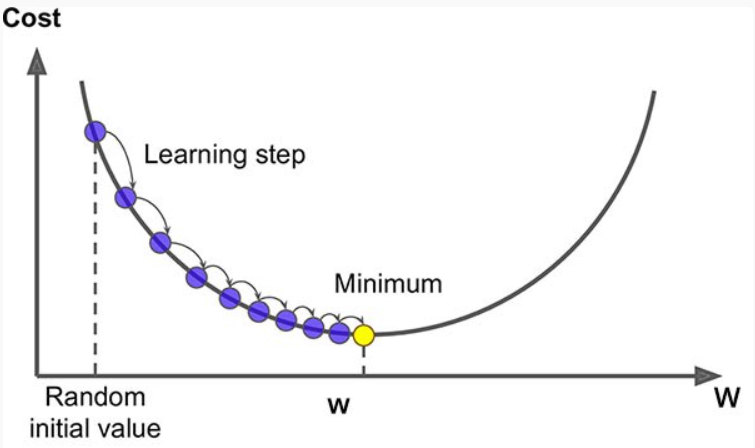 Cost
Learning step
Minimum
Random
initial value
w
W